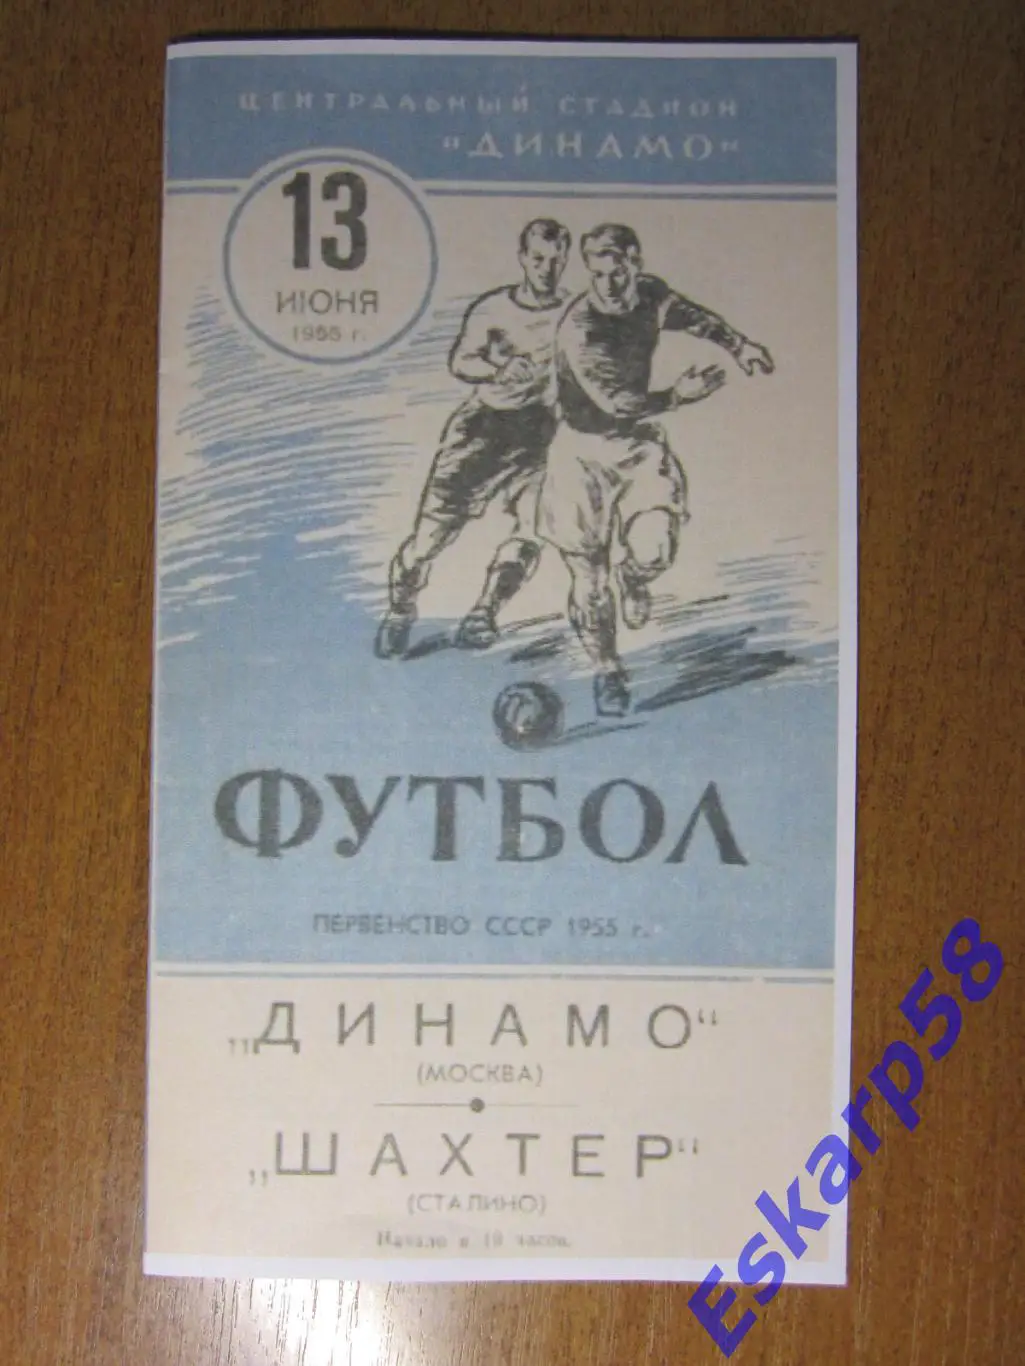 ЦЕНТРАЛЬНЫЙ СТАДИОН
„ДИНАМО“
13
ИЮНЯ
1955 г.
ФУТБОЛ
ПЕРВЕНСТВО СССР 1955 г.
„ДИНАМО“
(МОСКВА)
„ШАХТЕР“
(СТАЛИНО)
Начало в 19 часов.
Eskarp58